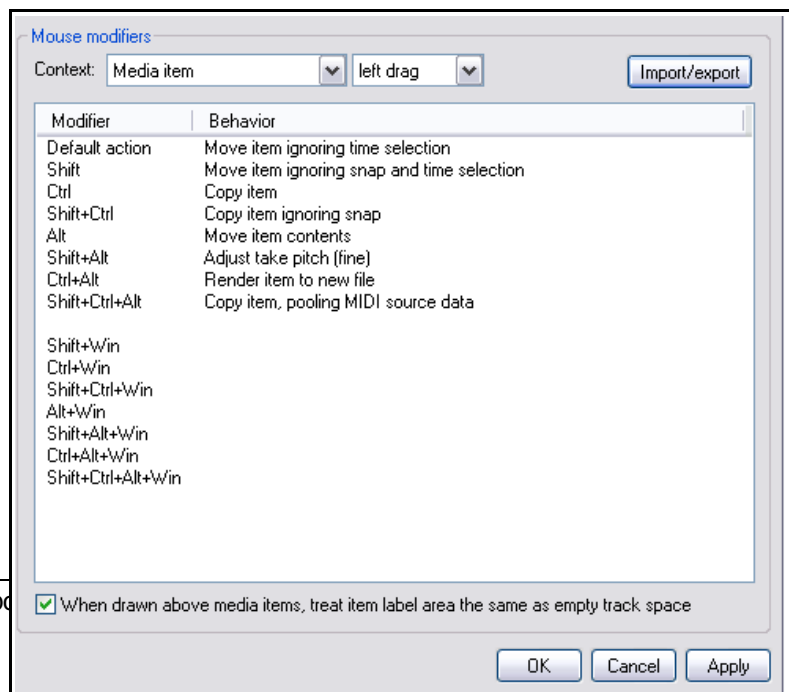 Mouse modifiers
Context: Media item left drag Import/export
Modifier Behavior
Default action Move item ignoring time selection
Shift Move item ignoring snap and time selection
Ctrl Copy item
Shift+Ctrl Copy item ignoring snap
Alt Move item contents
Shift+Alt Adjust take pitch (fine)
Ctrl+Alt Render item to new file
Shift+Ctrl+Alt Copy item, pooling MIDI source data
Shift+Win
Ctrl+Win
Shift+Ctrl+Win
Alt+Win
Shift+Alt+Win
Ctrl+Alt+Win
Shift+Ctrl+Alt+Win
When drawn above media items, treat item label area the same as empty track space
OK Cancel Apply